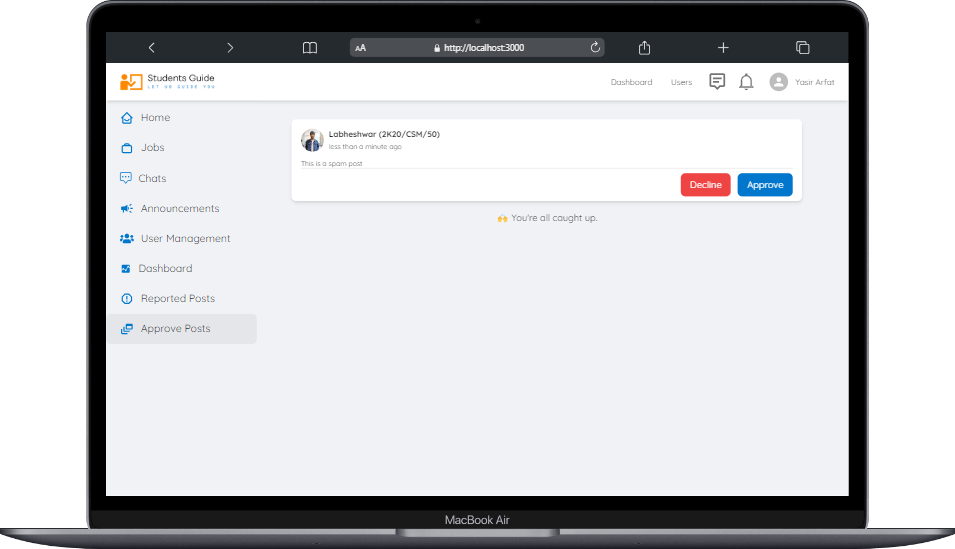 AA http://localhost:3000
Students Guide
LET US GUIDE YOU
Dashboard Users Yasir Arfat
Home
Jobs
Chats
Announcements
User Management
Dashboard
Reported Posts
Approve Posts
Labheshwar (2K20/CSM/50)
less than a minute ago
This is a spam post
Decline Approve
🙌 You're all caught up.
MacBook Air